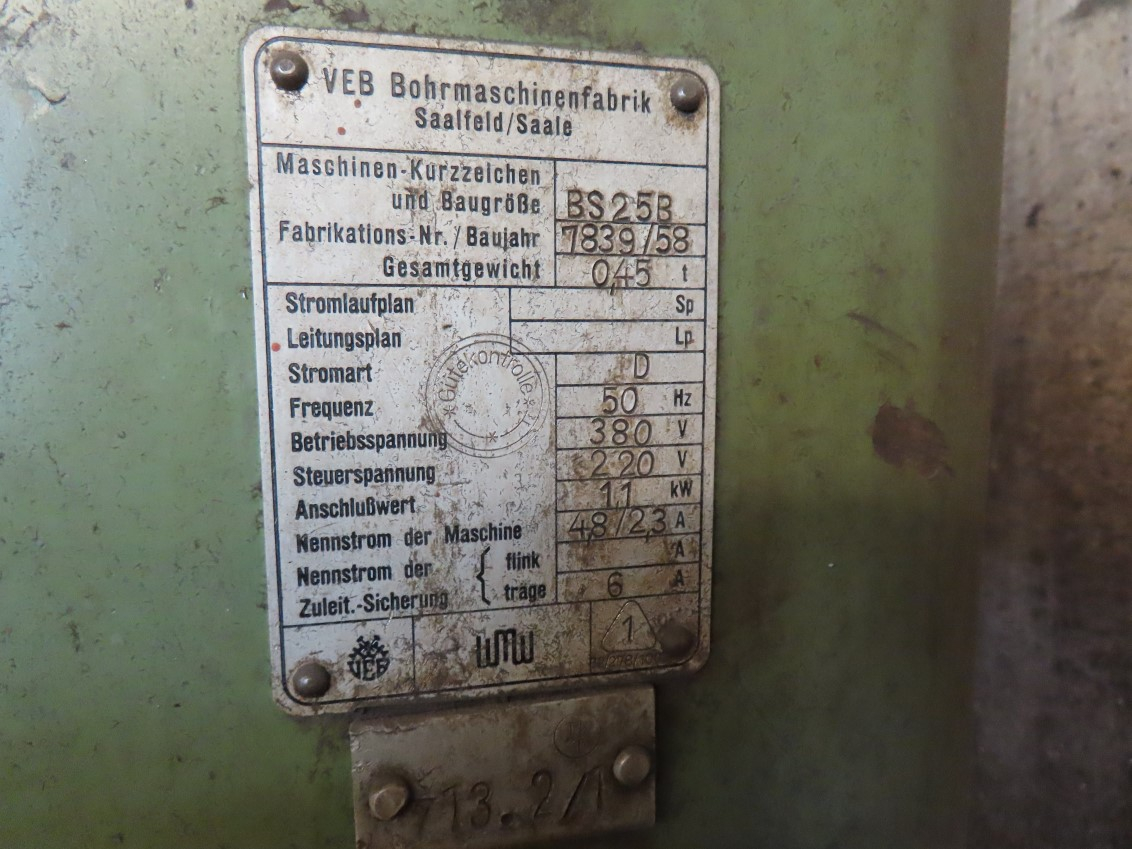 VEB Bohrmaschinenfabrik
Saalfeld/Saale
Maschinen-Kurzzeichen
und Baugröße BS25B
Fabrikations-Nr./Baujahr 7839/58
Gesamtgewicht 0,45 t
Stromlaufplan Sp
Leitungsplan Lp
Stromart D
Frequenz 50 Hz
Betriebsspannung 380 V
Steuerspannung 220 V
Anschlußwert 1,1 kW
Nennstrom der Maschine 4,8/2,3 A
Nennstrom der flink A
Zuleit.-Sicherung träge 6 A
Gütekontrolle
VEB WMW 1
713.2/1